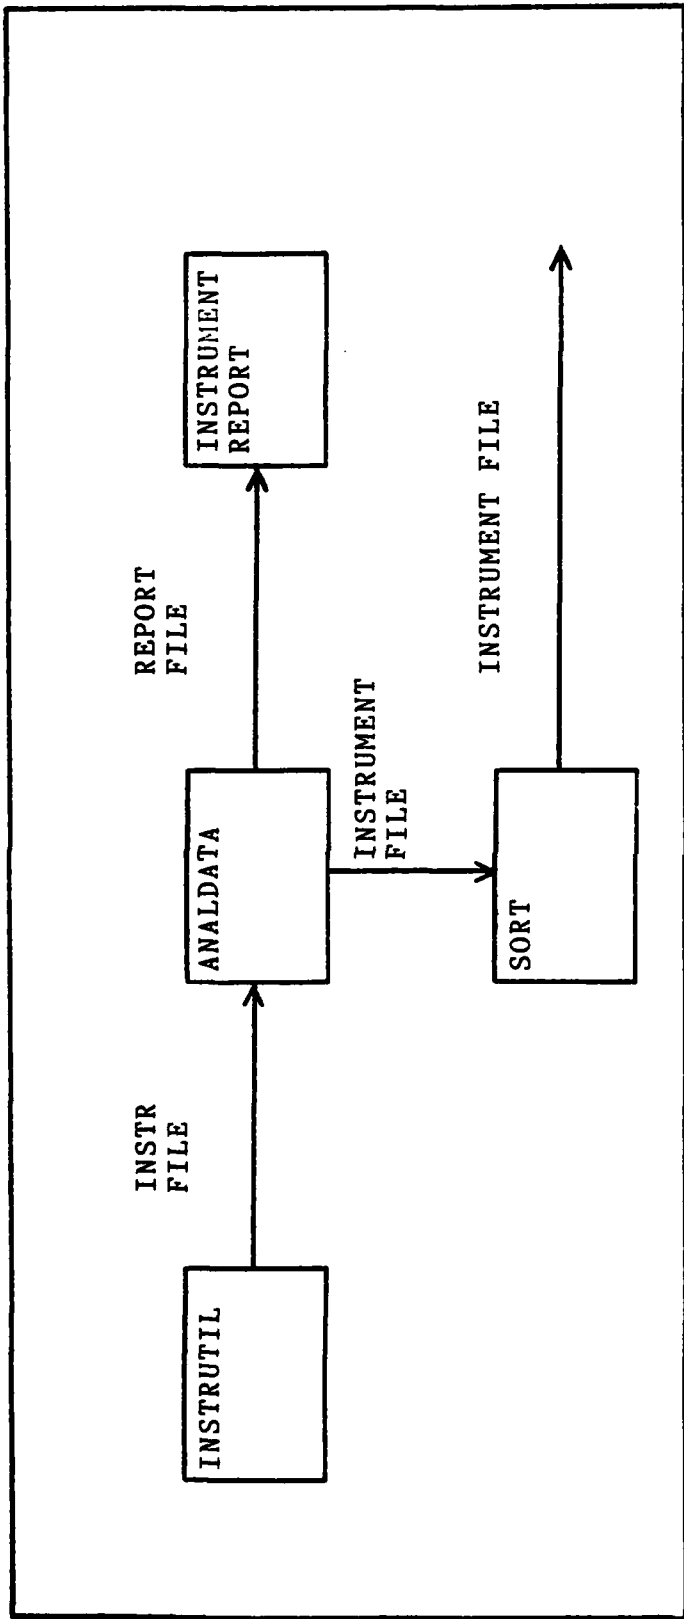 INSTR
FILE
REPORT
FILE
INSTRUTIL
ANALDATA
INSTRUMENT
REPORT
INSTRUMENT
FILE
SORT
INSTRUMENT FILE